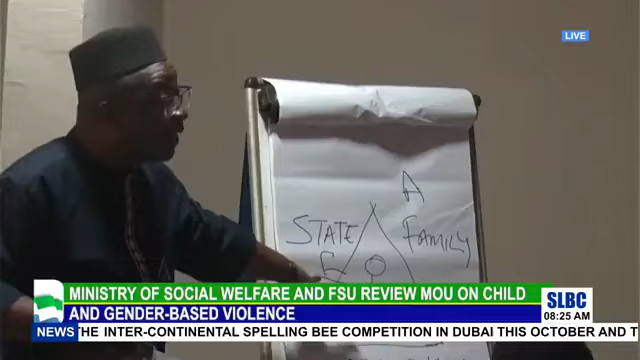 LIVE
A
STATE
FAMILY
E
MINISTRY OF SOCIAL WELFARE AND FSU REVIEW MOU ON CHILD
AND GENDER-BASED VIOLENCE
SLBC
08:25 AM
NEWS
THE INTER-CONTINENTAL SPELLING BEE COMPETITION IN DUBAI THIS OCTOBER AND T